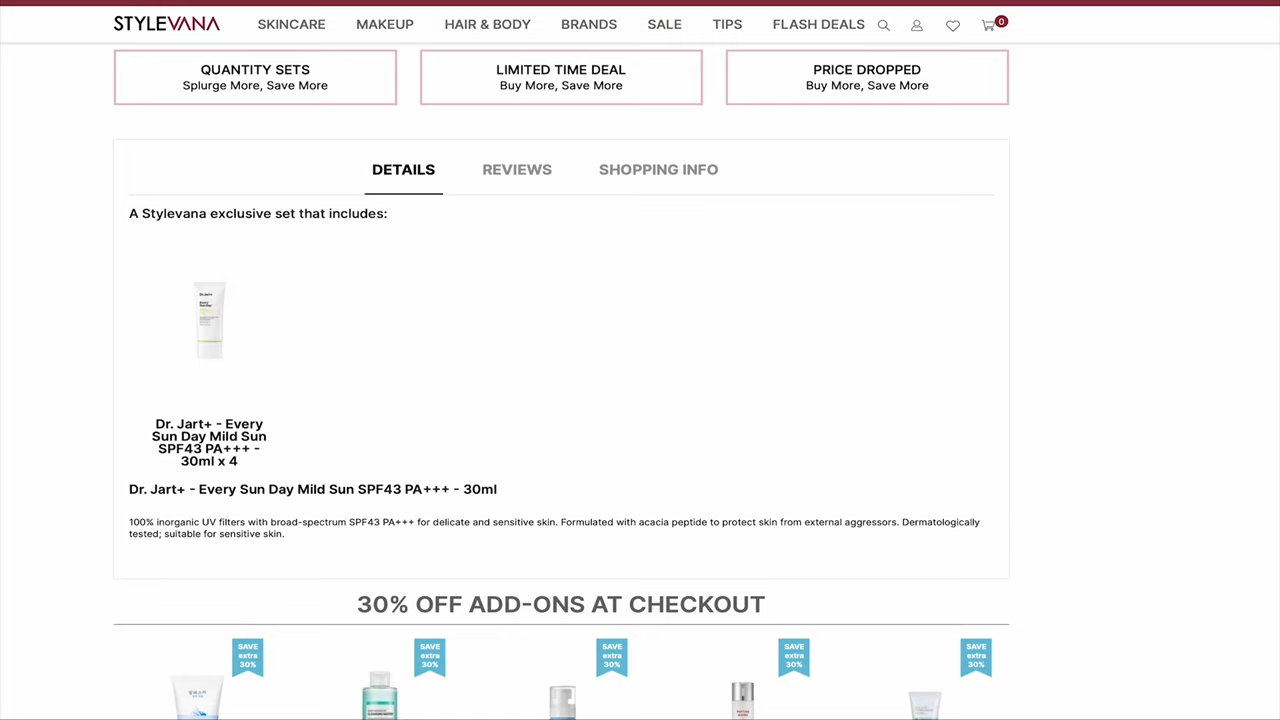 STYLEVANA SKINCARE MAKEUP HAIR & BODY BRANDS SALE TIPS FLASH DEALS 0
QUANTITY SETS
Splurge More, Save More
LIMITED TIME DEAL
Buy More, Save More
PRICE DROPPED
Buy More, Save More
DETAILS REVIEWS SHOPPING INFO
A Stylevana exclusive set that includes:
Dr. Jart+ - Every
Sun Day Mild Sun
SPF43 PA+++ -
30ml x 4
Dr. Jart+ - Every Sun Day Mild Sun SPF43 PA+++ - 30ml
100% inorganic UV filters with broad-spectrum SPF43 PA+++ for delicate and sensitive skin. Formulated with acacia peptide to protect skin from external aggressors. Dermatologically
tested; suitable for sensitive skin.
30% OFF ADD-ONS AT CHECKOUT
SAVE
extra
30%
SAVE
extra
30%
SAVE
extra
30%
SAVE
extra
30%
SAVE
extra
30%